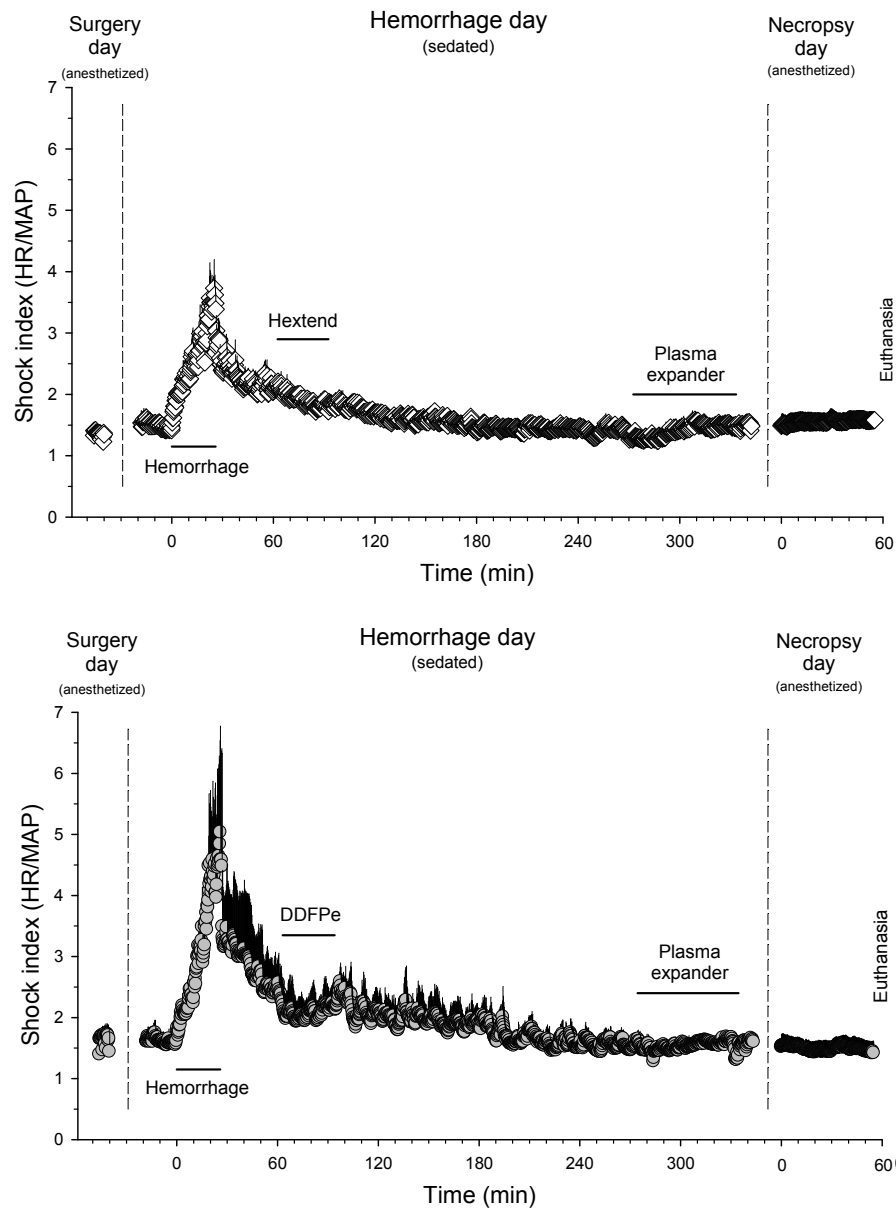 Surgery
day
(anesthetized)
Hemorrhage day
(sedated)
Necropsy
day
(anesthetized)
7
6
5
4
3
2
1
0
Shock index (HR/MAP)
Hextend
Plasma
expander
Hemorrhage
Euthanasia
0 60 120 180 240 300 0 60
Time (min)
Surgery
day
(anesthetized)
Hemorrhage day
(sedated)
Necropsy
day
(anesthetized)
7
6
5
4
3
2
1
0
Shock index (HR/MAP)
DDFPe
Plasma
expander
Hemorrhage
Euthanasia
0 60 120 180 240 300 0 60
Time (min)